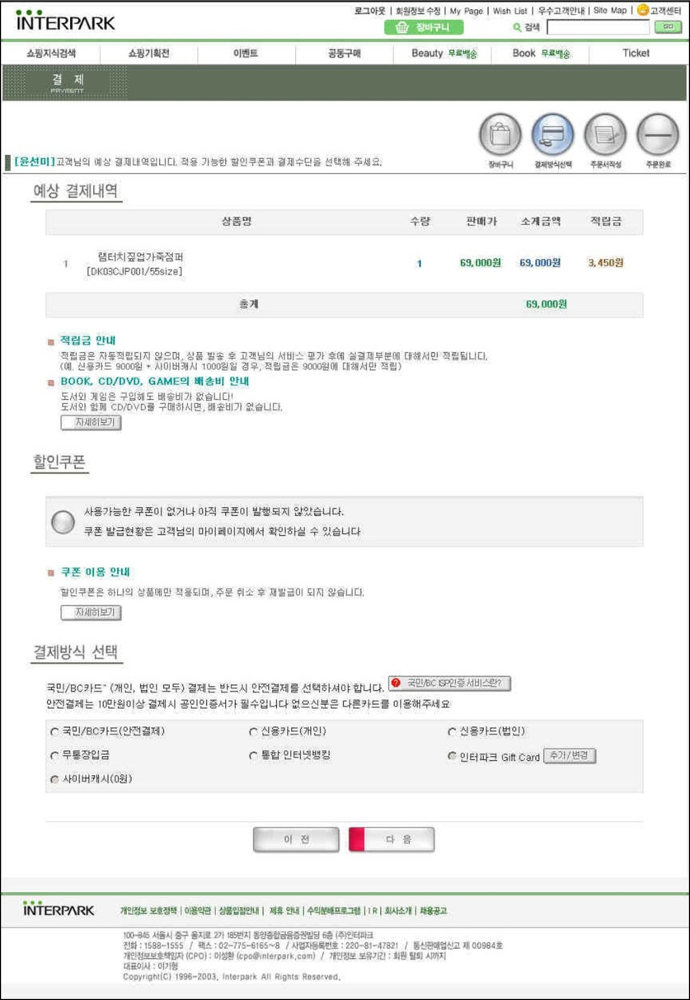 로그아웃 | 회원정보 수정 | My Page | Wish List | 우수고객안내 | Site Map | 고객센터
INTERPARK
장바구니 검색 GO
쇼핑지식검색 쇼핑기획전 이벤트 공동구매 Beauty 무료배송 Book 무료배송 Ticket
결 제
PAYMENT
[윤선미]고객님의 예상 결제내역입니다. 적용 가능한 할인쿠폰과 결제수단을 선택해 주세요.
장바구니 결제방식선택 주문서작성 주문완료
예상 결제내역
상품명 수량 판매가 소계금액 적립금
1 램터치짚업가죽점퍼 1 69,000원 69,000원 3,450원
[DK03CJP001/55size]
총계 69,000원
적립금 안내
적립금은 자동적립되지 않으며, 상품 발송 후 고객님의 서비스 평가 후에 실결제부분에 대해서만 적립됩니다.
(예. 신용카드 9000원 + 사이버캐시 1000원일 경우, 적립금은 9000원에 대해서만 적립)
BOOK, CD/DVD, GAME의 배송비 안내
도서와 게임은 구입해도 배송비가 없습니다!
도서와 함께 CD/DVD를 구매하시면, 배송비가 없습니다.
자세히보기
할인쿠폰
사용가능한 쿠폰이 없거나 아직 쿠폰이 발행되지 않았습니다.
쿠폰 발급현황은 고객님의 마이페이지에서 확인하실 수 있습니다
쿠폰 이용 안내
할인쿠폰은 하나의 상품에만 적용되며, 주문 취소 후 재발급이 되지 않습니다.
자세히보기
결제방식 선택
국민/BC카드" (개인, 법인 모두) 결제는 반드시 안전결제를 선택하셔야 합니다. ? 국민/BC ISP인증 서비스란?
안전결제는 10만원이상 결제시 공인인증서가 필수입니다 없으신분은 다른카드를 이용해주세요
국민/BC카드(안전결제) 신용카드(개인) 신용카드(법인)
무통장입금 통합 인터넷뱅킹 인터파크 Gift Card 추가/변경
사이버캐시(0원)
이 전 다 음
INTERPARK 개인정보 보호정책 | 이용약관 | 상품입점안내 | 제휴 안내 | 수익분배프로그램 | I R | 회사소개 | 채용공고
100-845 서울시 중구 을지로 2가 185번지 동양종합금융증권빌딩 6층 (주)인터파크
전화 : 1588-1555 / 팩스 : 02-775-6165~8 / 사업자등록번호 : 220-81-47821 / 통신판매업신고 제 00984호
개인정보보호책임자 (CPO) : 이성환 (cpo@interpark.com) / 개인정보 보유기간 : 회원 탈퇴 시까지
대표이사 : 이기형
Copyright(C) 1996-2003, Interpark All Rights Reserved.